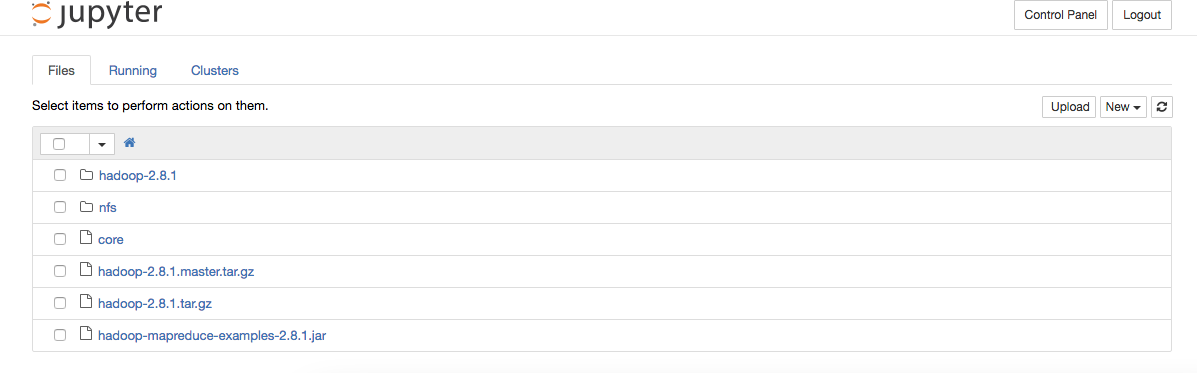 jupyter Control Panel Logout
Files Running Clusters
Select items to perform actions on them. Upload New
hadoop-2.8.1
nfs
core
hadoop-2.8.1.master.tar.gz
hadoop-2.8.1.tar.gz
hadoop-mapreduce-examples-2.8.1.jar